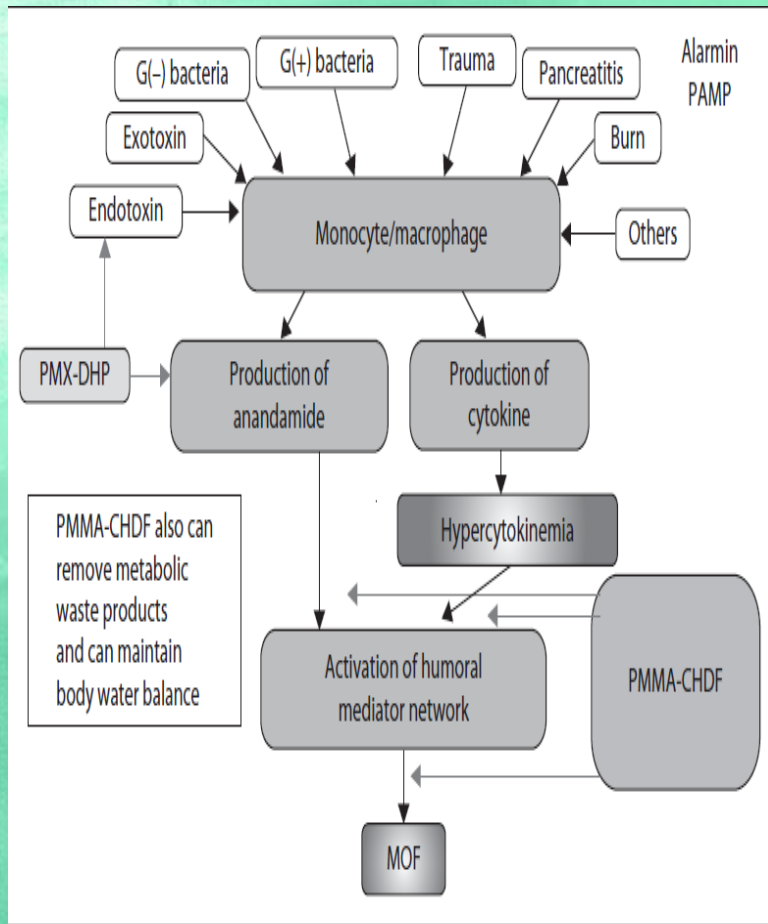 G(–) bacteria
G(+) bacteria
Trauma
Pancreatitis
Alarmin
PAMP
Exotoxin
Burn
Endotoxin
Monocyte/macrophage
Others
PMX-DHP
Production of
anandamide
Production of
cytokine
PMMA-CHDF also can
remove metabolic
waste products
and can maintain
body water balance
Hypercytokinemia
Activation of humoral
mediator network
PMMA-CHDF
MOF